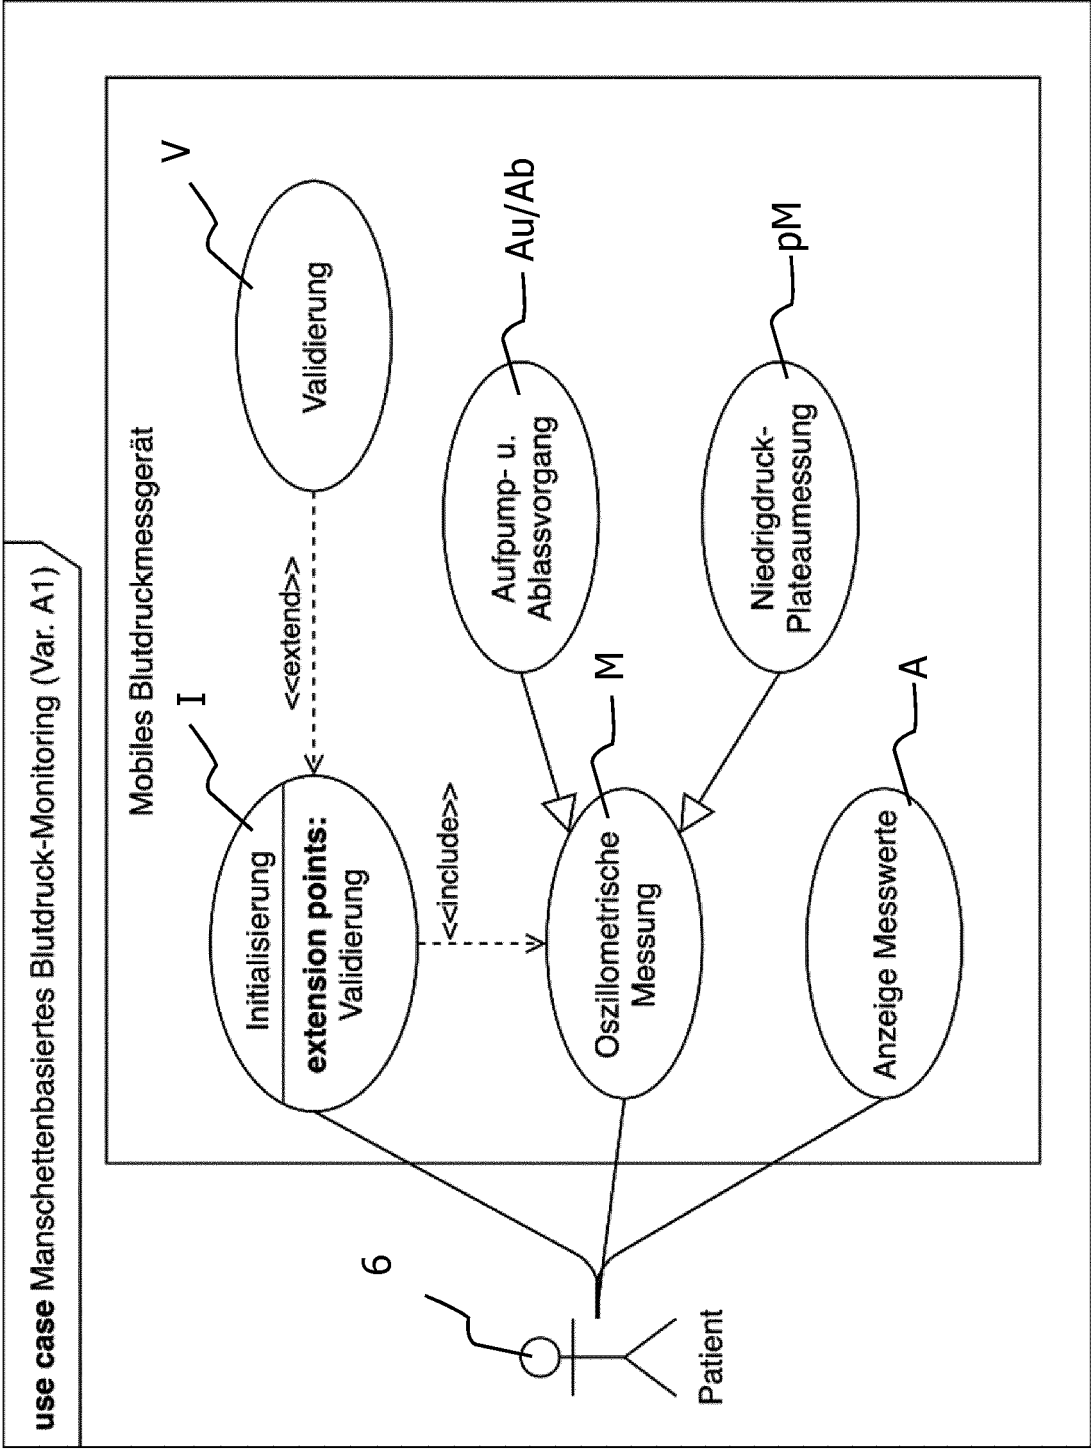 use case Manschettenbasiertes Blutdruck-Monitoring (Var. A1)
Mobiles Blutdruckmessgerät
I
V
Initialisierung
extension points:
Validierung
<<extend>>
Validierung
<<include>>
6
Patient
Oszillometrische
Messung
M
Aufpump- u.
Ablassvorgang
Au/Ab
Niedrigdruck-
Plateaumessung
pM
Anzeige Messwerte
A